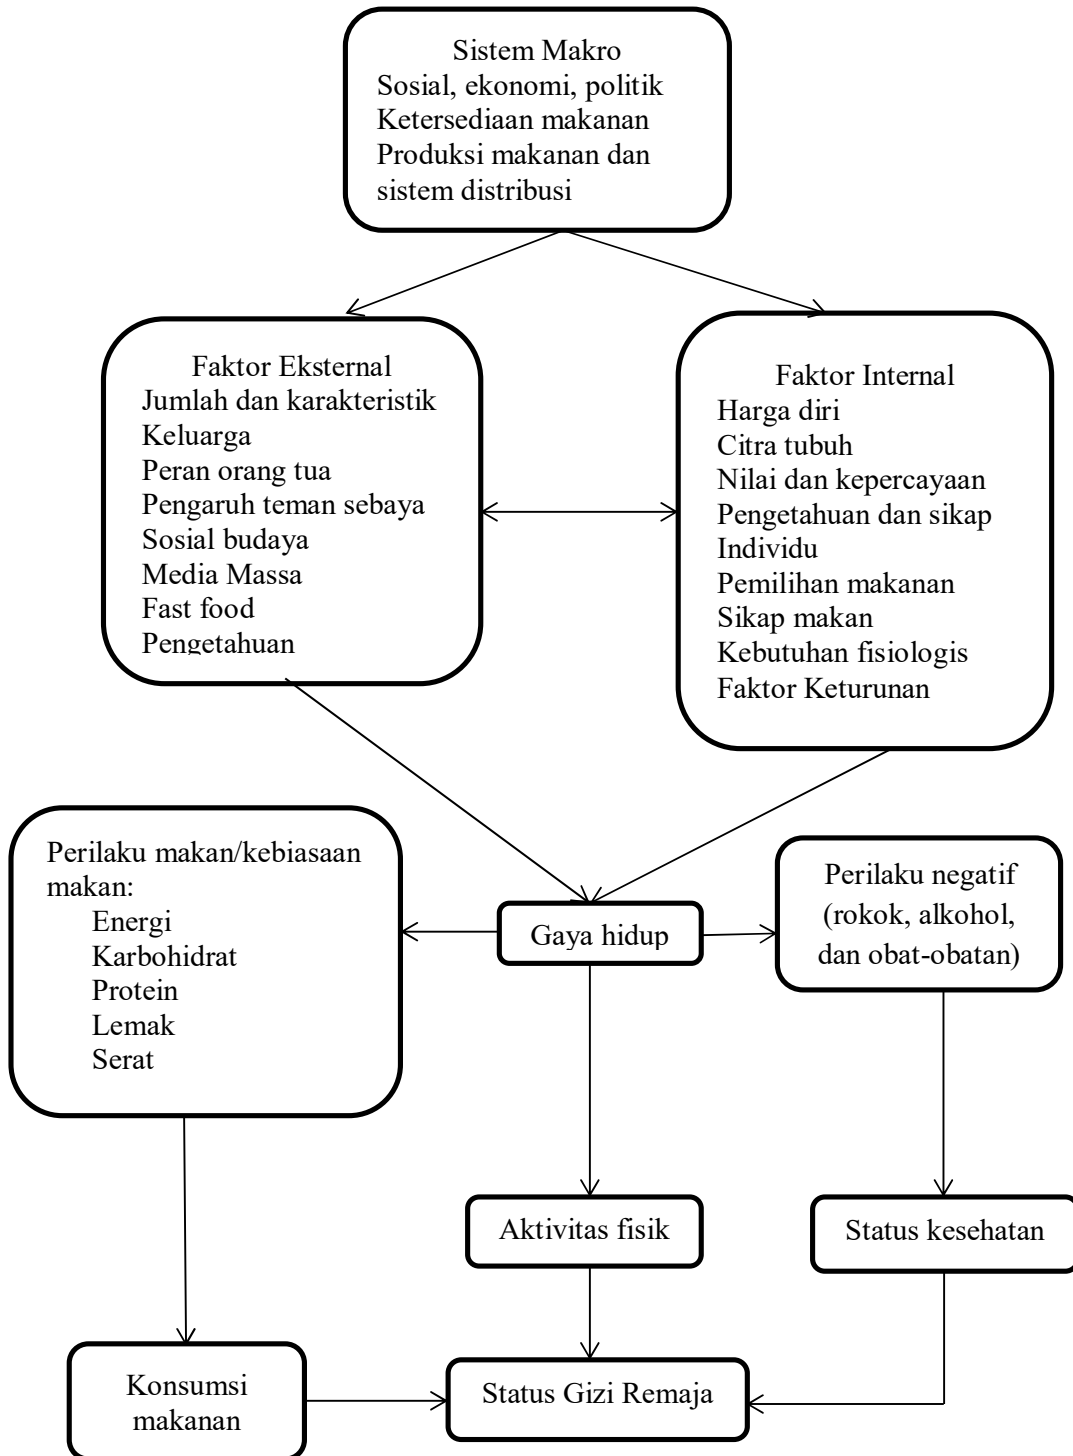 Sistem Makro
Sosial, ekonomi, politik
Ketersediaan makanan
Produksi makanan dan
sistem distribusi
Faktor Eksternal
Jumlah dan karakteristik
Keluarga
Peran orang tua
Pengaruh teman sebaya
Sosial budaya
Media Massa
Fast food
Pengetahuan
Faktor Internal
Harga diri
Citra tubuh
Nilai dan kepercayaan
Pengetahuan dan sikap
Individu
Pemilihan makanan
Sikap makan
Kebutuhan fisiologis
Faktor Keturunan
Perilaku makan/kebiasaan
makan:
Energi
Karbohidrat
Protein
Lemak
Serat
Gaya hidup
Perilaku negatif
(rokok, alkohol,
dan obat-obatan)
Aktivitas fisik
Status kesehatan
Konsumsi
makanan
Status Gizi Remaja